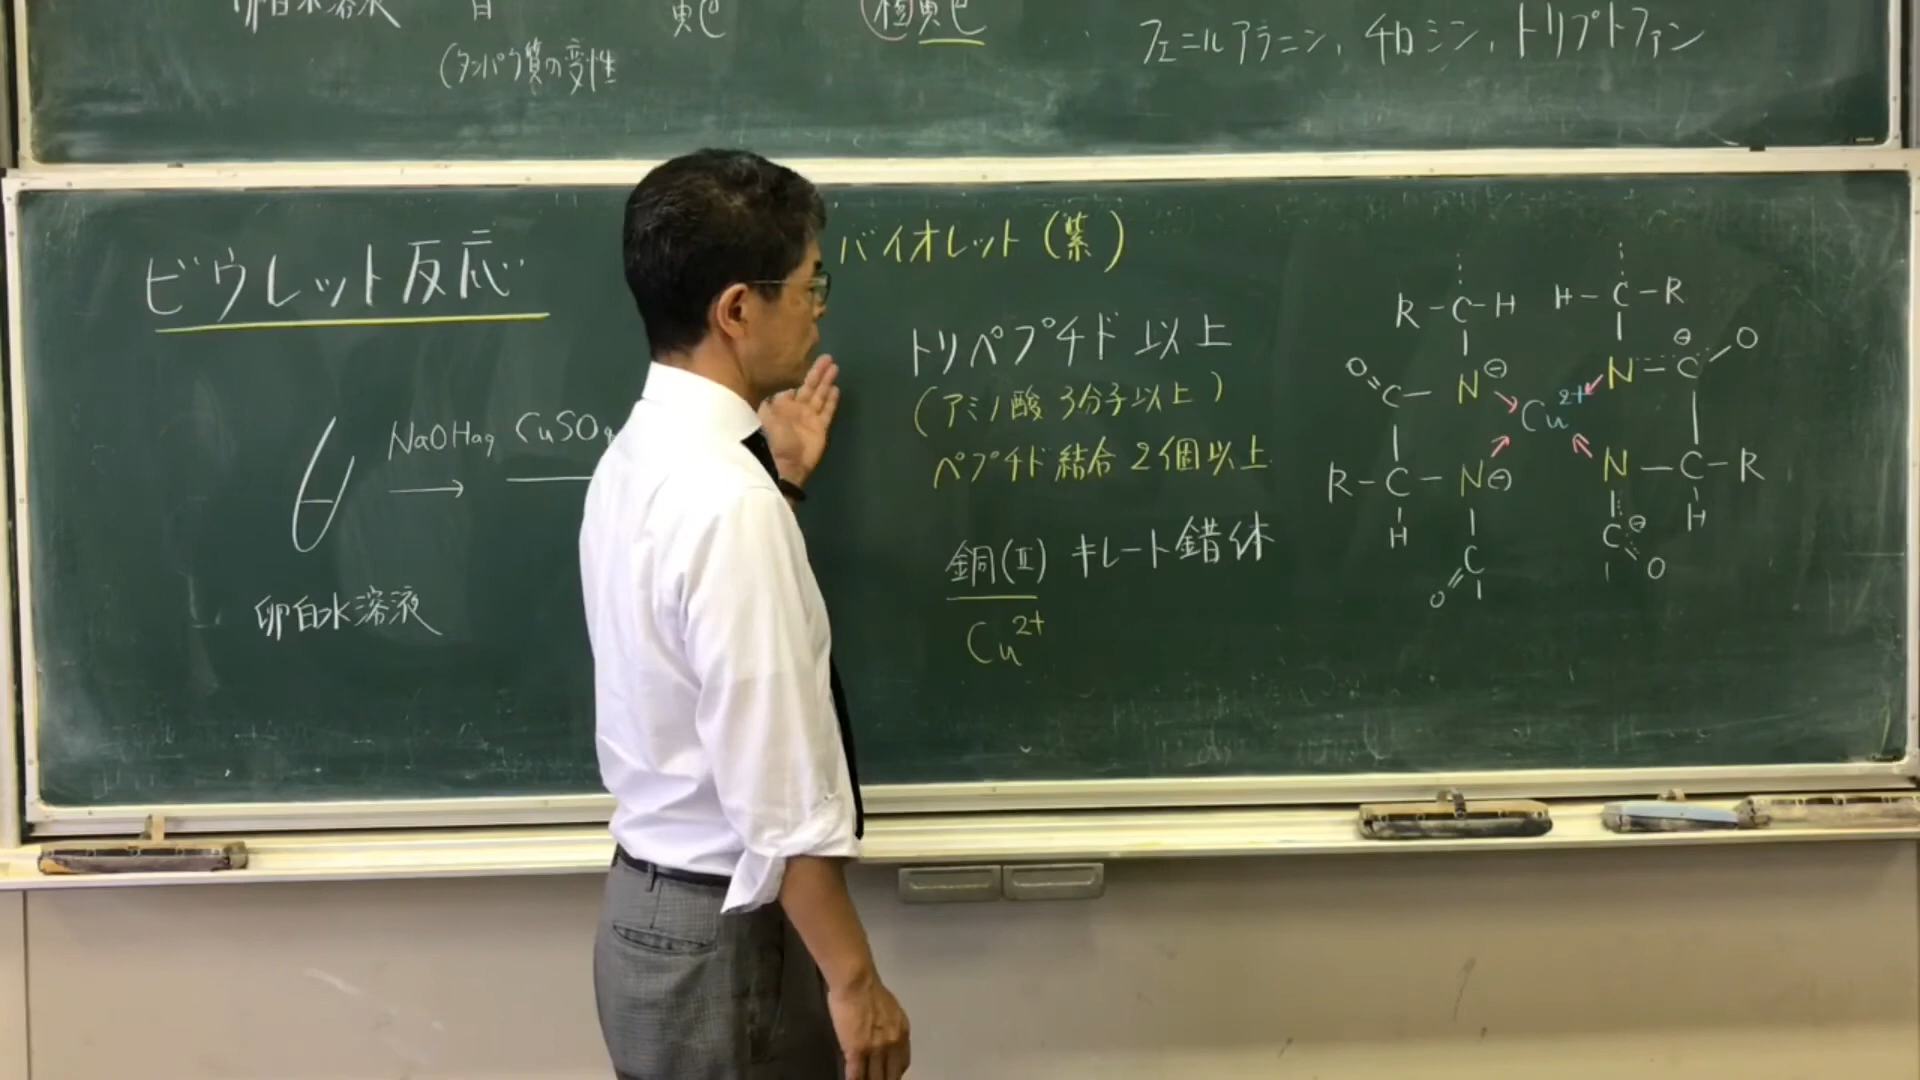 卵白水溶液 白 黄色 橙黄色
(タンパク質の変性
フェニルアラニン, チロシン, トリプトファン
ビウレット反応
バイオレット(紫)
NaOHaq CuSO4
卵白水溶液
トリペプチド以上
(アミノ酸3分子以上)
ペプチド結合2個以上
銅(Ⅱ) キレート錯体
Cu2+
R-C-H H-C-R
O C N⊖ Cu2+ N C⊖ O
R-C-N⊖ N-C-R
H C C⊖ H
O O